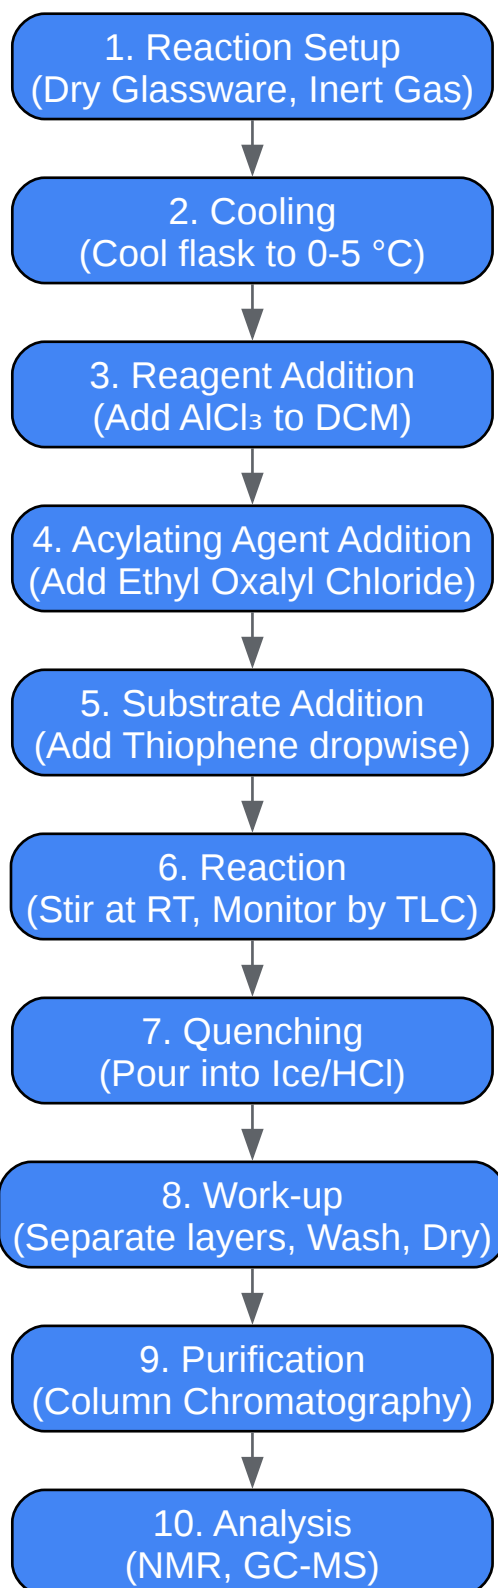 1. Reaction Setup
(Dry Glassware, Inert Gas)
2. Cooling
(Cool flask to 0-5 °C)
3. Reagent Addition
(Add AlCl₃ to DCM)
4. Acylating Agent Addition
(Add Ethyl Oxalyl Chloride)
5. Substrate Addition
(Add Thiophene dropwise)
6. Reaction
(Stir at RT, Monitor by TLC)
7. Quenching
(Pour into Ice/HCl)
8. Work-up
(Separate layers, Wash, Dry)
9. Purification
(Column Chromatography)
10. Analysis
(NMR, GC-MS)